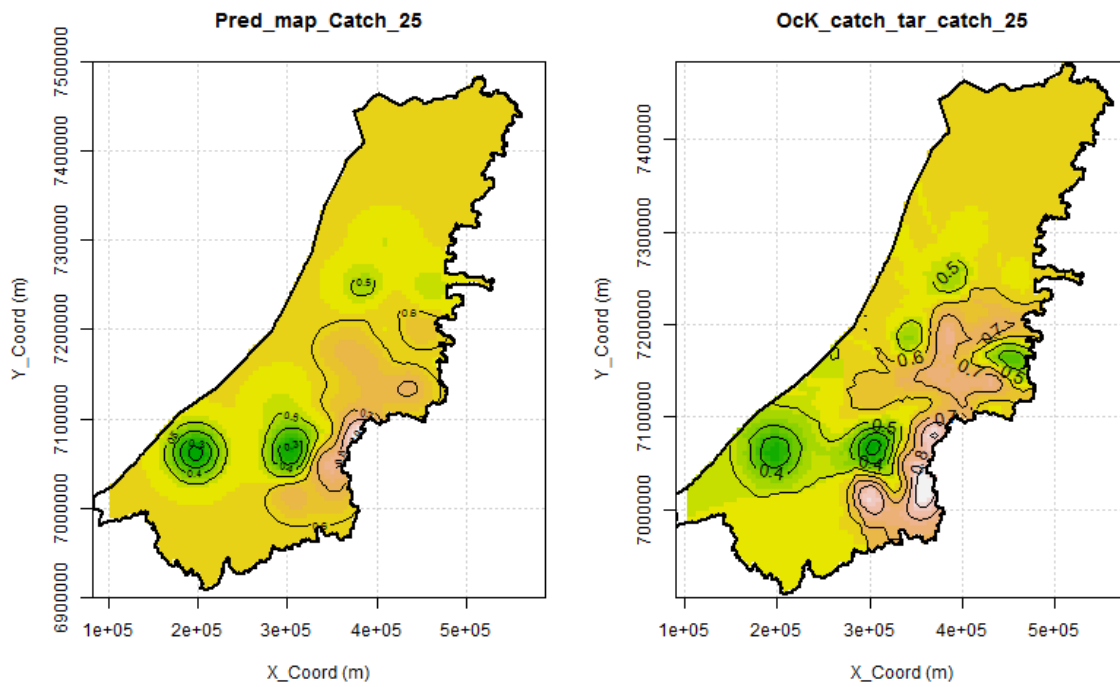 Pred_map_Catch_25
OcK_catch_tar_catch_25
Y_Coord (m)
6900000 7000000 7100000 7200000 7300000 7400000 7500000
0.5
0.6
0.5
0.4
1e+05 2e+05 3e+05 4e+05 5e+05
X_Coord (m)
Y_Coord (m)
7000000 7100000 7200000 7300000 7400000
0.5
0.7
0.6
0.7
0.5
0.7
0.5
0.4
0.4
0.8
1e+05 2e+05 3e+05 4e+05 5e+05
X_Coord (m)